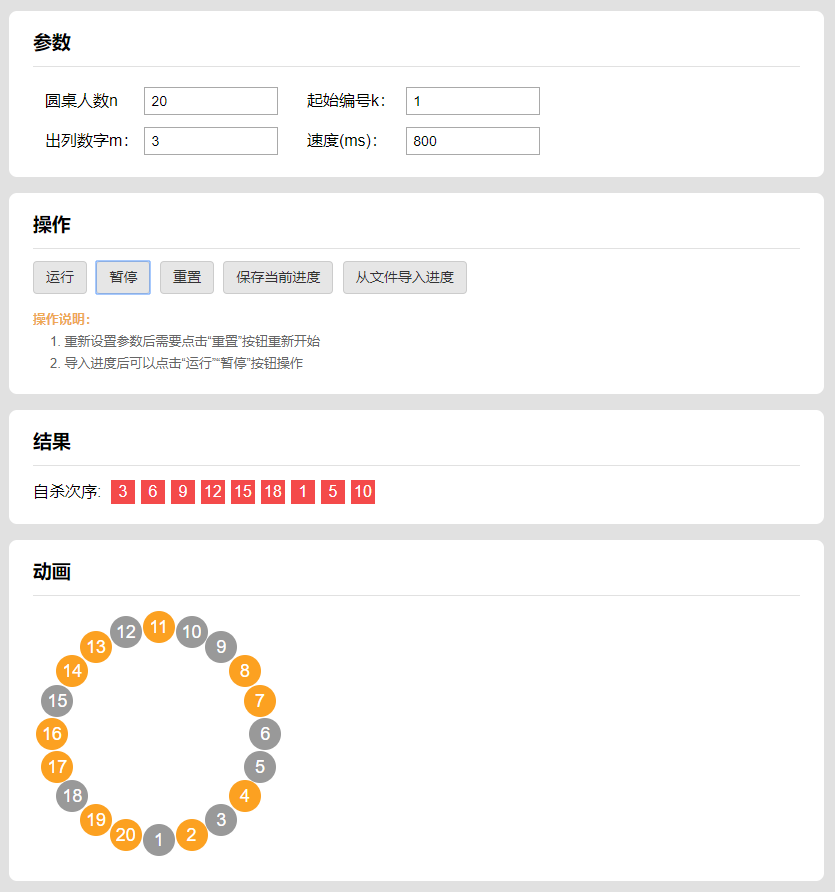 参数
圆桌人数n 20 起始编号k: 1
出列数字m: 3 速度(ms): 800
操作
运行 暂停 重置 保存当前进度 从文件导入进度
操作说明:
1. 重新设置参数后需要点击“重置”按钮重新开始
2. 导入进度后可以点击“运行”“暂停”按钮操作
结果
自杀次序: 3 6 9 12 15 18 1 5 10
动画
12 11 10
13 9
14 8
15 7
16 6
17 5
18 4
19 3
20 1 2